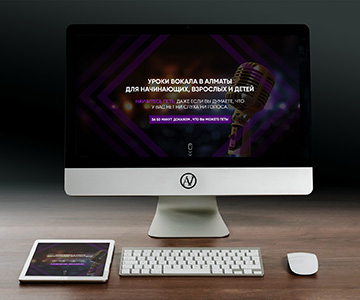 УРОКИ ВОКАЛА В АЛМАТЫ
ДЛЯ НАЧИНАЮЩИХ, ВЗРОСЛЫХ И ДЕТЕЙ
НАУЧИТЕСЬ ПЕТЬ, ДАЖЕ ЕСЛИ ВЫ ДУМАЕТЕ, ЧТО
У ВАС НЕТ НИ СЛУХА НИ ГОЛОСА
ЗА 50 МИНУТ ДОКАЖЕМ, ЧТО ВЫ МОЖЕТЕ ПЕТЬ!